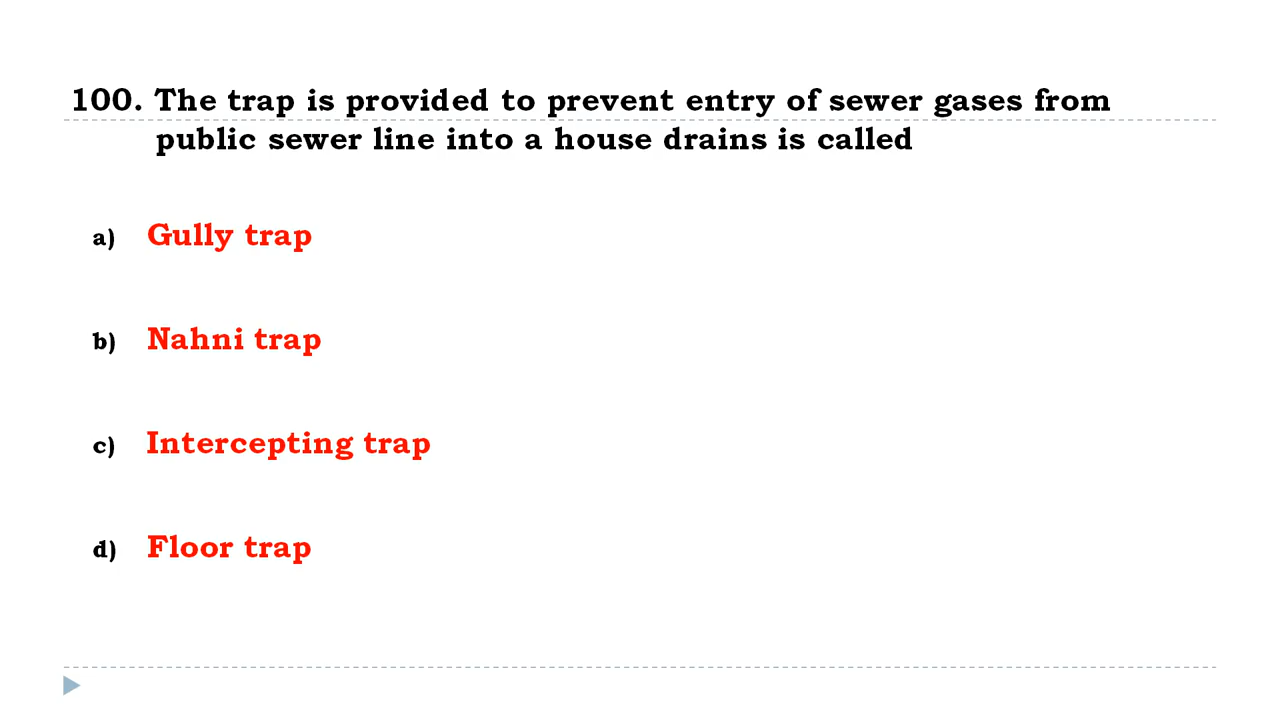 100. The trap is provided to prevent entry of sewer gases from
public sewer line into a house drains is called
a) Gully trap
b) Nahni trap
c) Intercepting trap
d) Floor trap